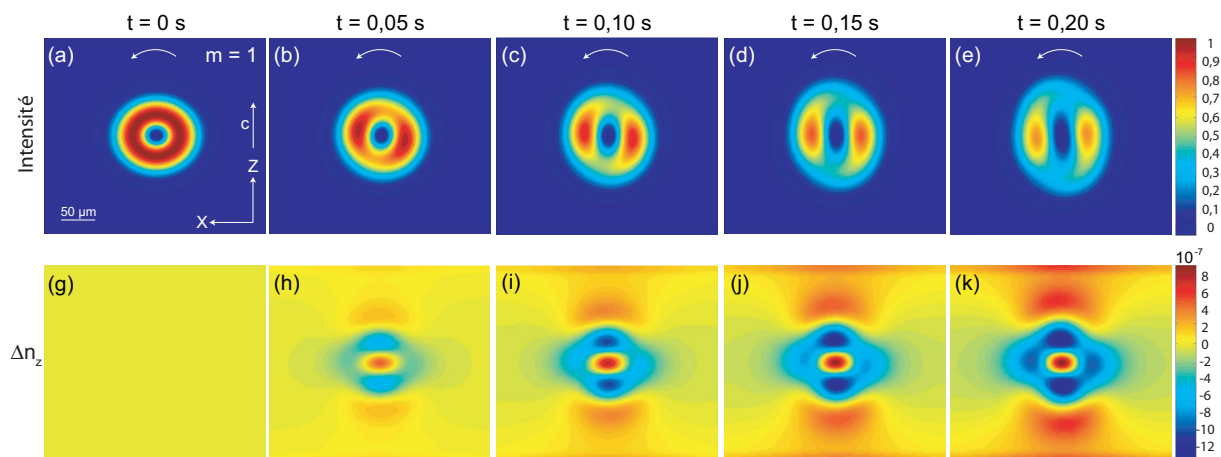 t = 0 s
t = 0,05 s
t = 0,10 s
t = 0,15 s
t = 0,20 s
Intensité
(a)
m = 1
c
Z
X
50 µm
(b)
(c)
(d)
(e)
1
0,9
0,8
0,7
0,6
0,5
0,4
0,3
0,2
0,1
0
Δnz
(g)
(h)
(i)
(j)
(k)
10-7
8
6
4
2
0
-2
-4
-6
-8
-10
-12